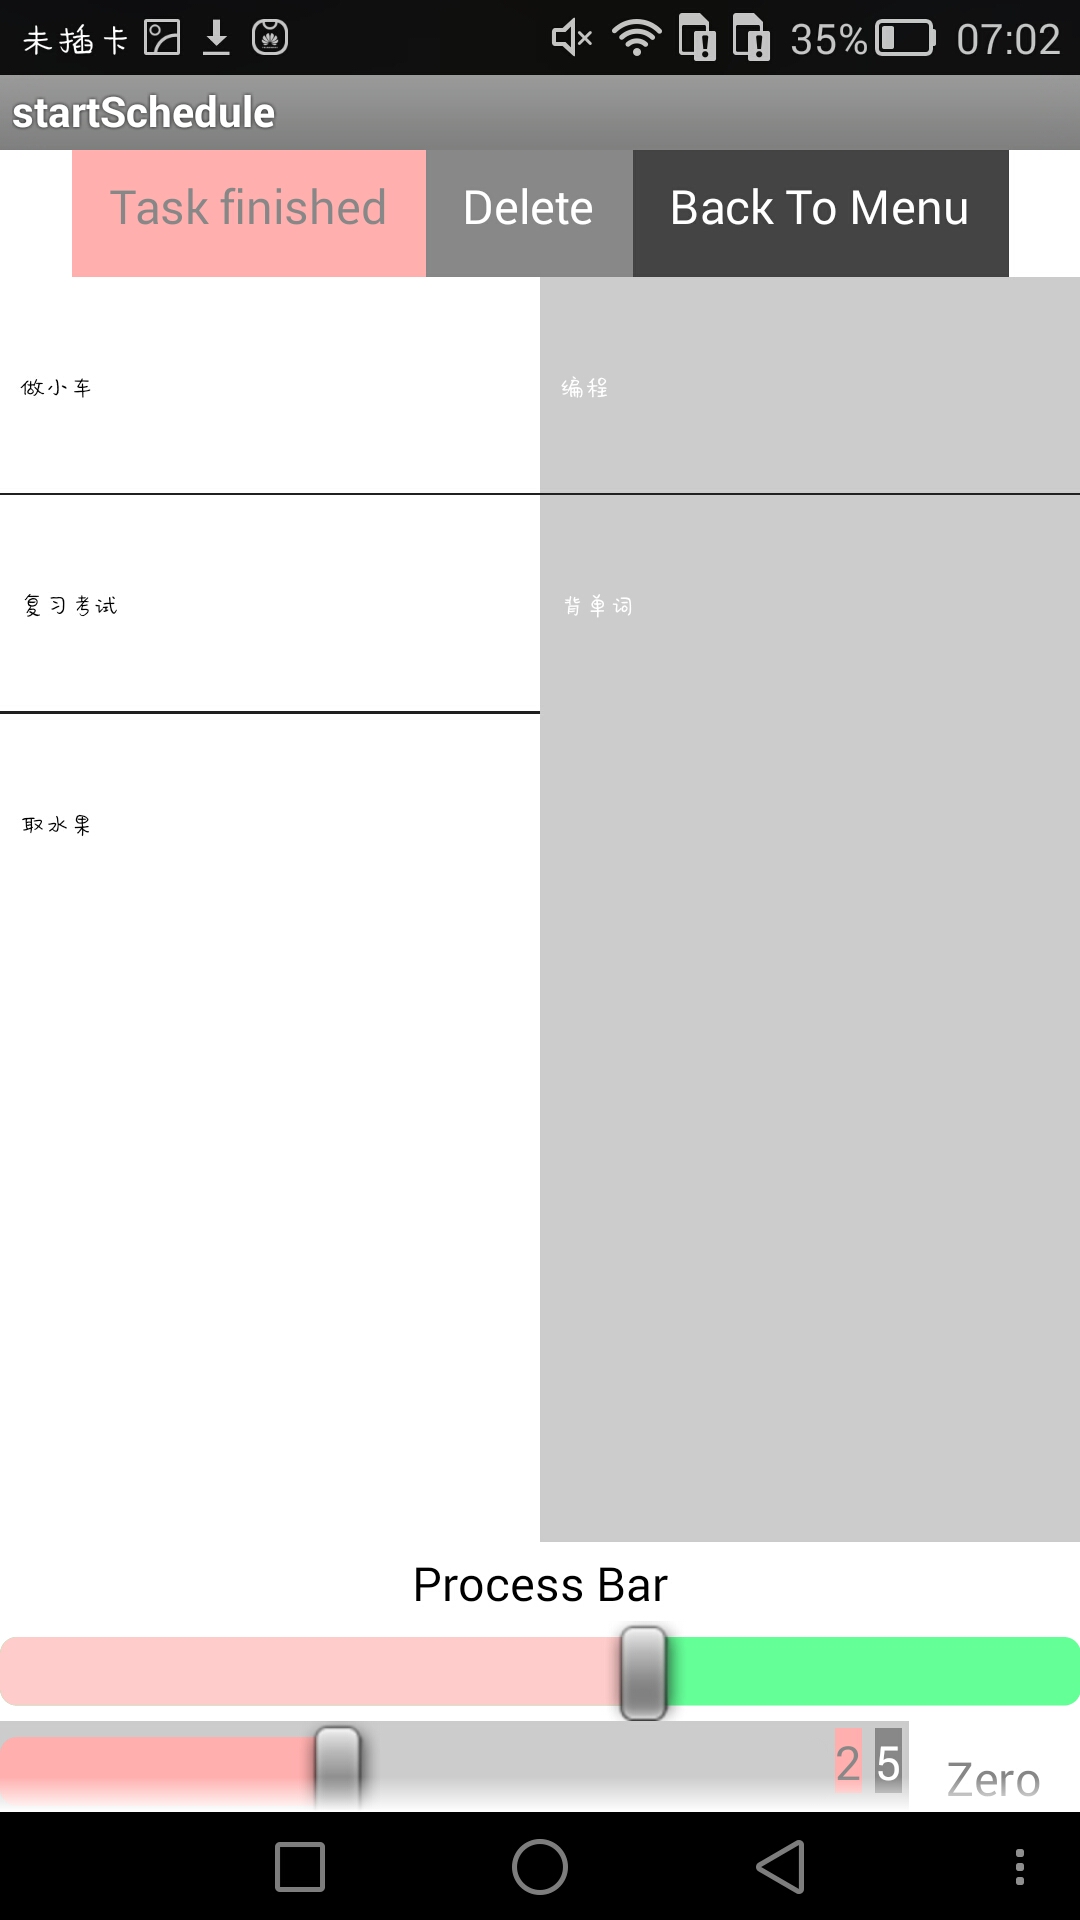 未插卡 35% 07:02
startSchedule
Task finished Delete Back To Menu
做小车 编程
复习考试 背单词
取水果
Process Bar
2 5 Zero